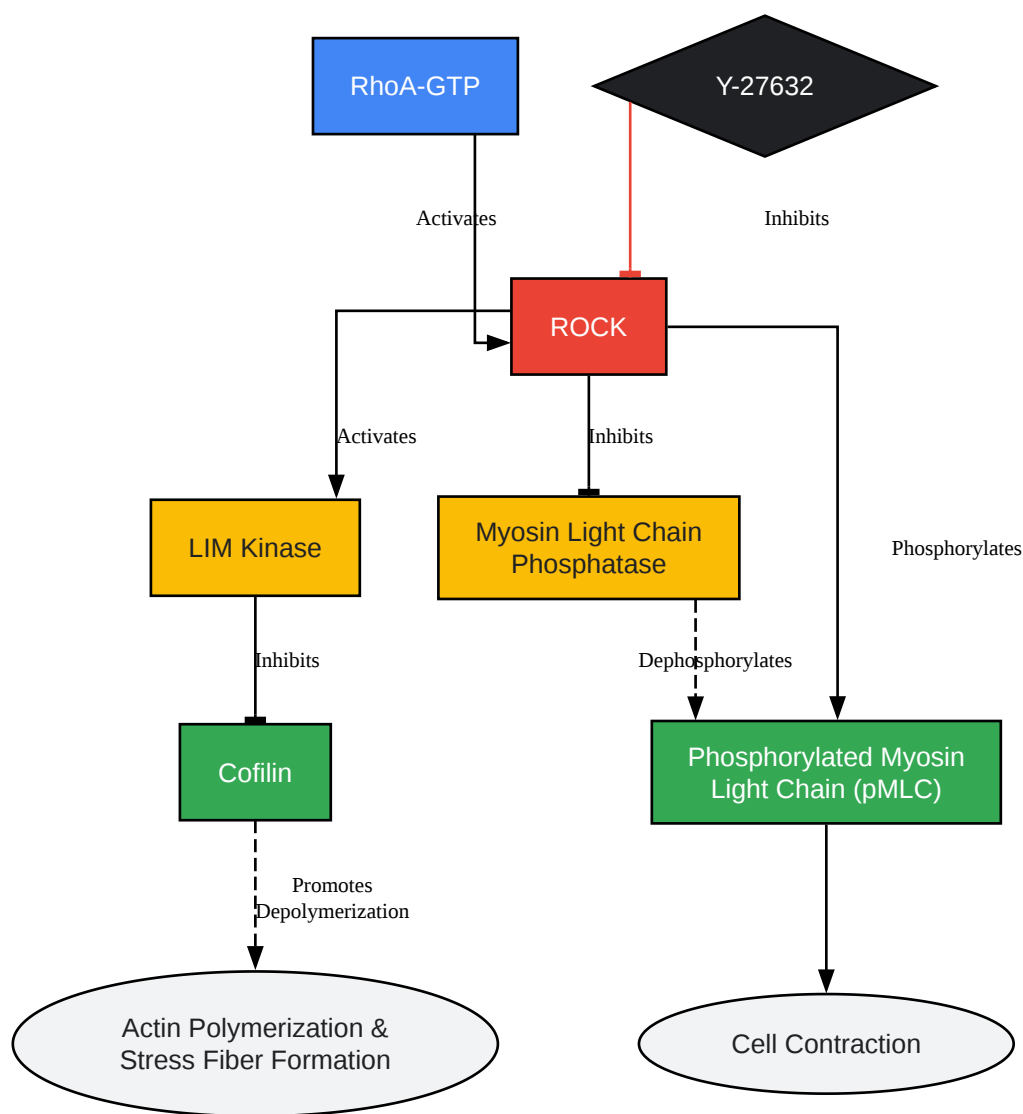 RhoA-GTP
Y-27632
Activates
Inhibits
ROCK
Activates
Inhibits
LIM Kinase
Myosin Light Chain
Phosphatase
Phosphorylates
Inhibits
Dephosphorylates
Cofilin
Phosphorylated Myosin
Light Chain (pMLC)
Promotes
Depolymerization
Actin Polymerization &
Stress Fiber Formation
Cell Contraction